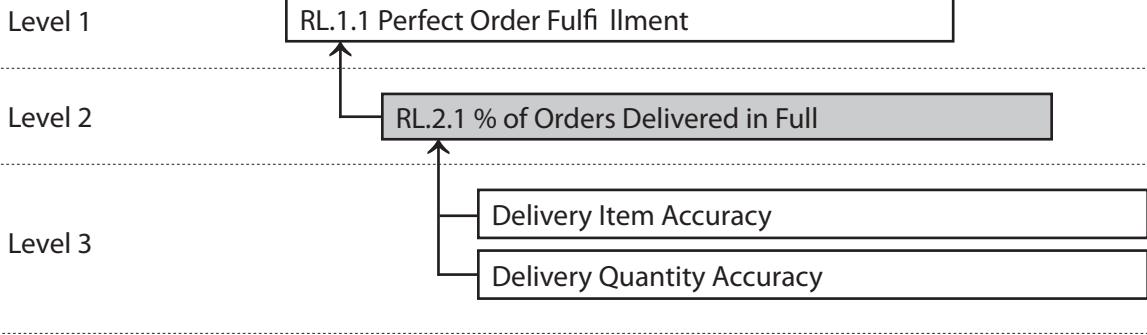 Level 1
RL.1.1 Perfect Order Fulfi llment
Level 2
RL.2.1 % of Orders Delivered in Full
Level 3
Delivery Item Accuracy
Delivery Quantity Accuracy